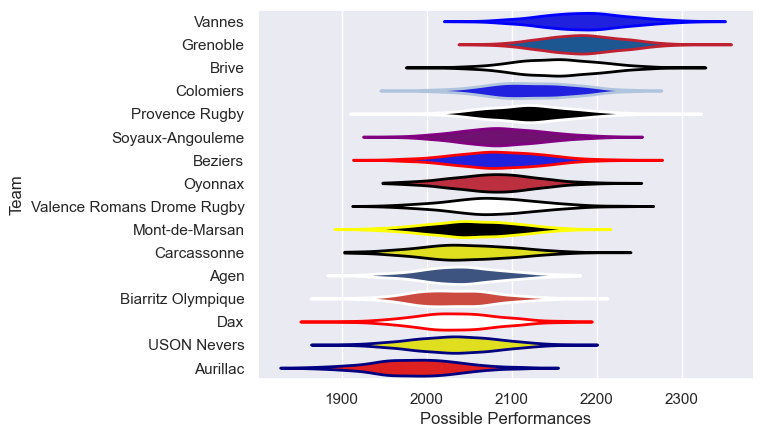 Vannes
Grenoble
Brive
Colomiers
Provence Rugby
Soyaux-Angouleme
Beziers
Oyonnax
Valence Romans Drome Rugby
Mont-de-Marsan
Carcassonne
Agen
Biarritz Olympique
Dax
USON Nevers
Aurillac
Team
1900 2000 2100 2200 2300
Possible Performances